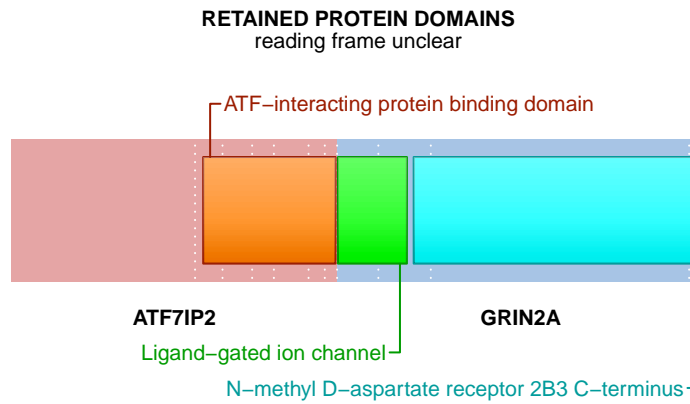 RETAINED PROTEIN DOMAINS
reading frame unclear
ATF−interacting protein binding domain
ATF7IP2
GRIN2A
Ligand−gated ion channel
N−methyl D−aspartate receptor 2B3 C−terminus